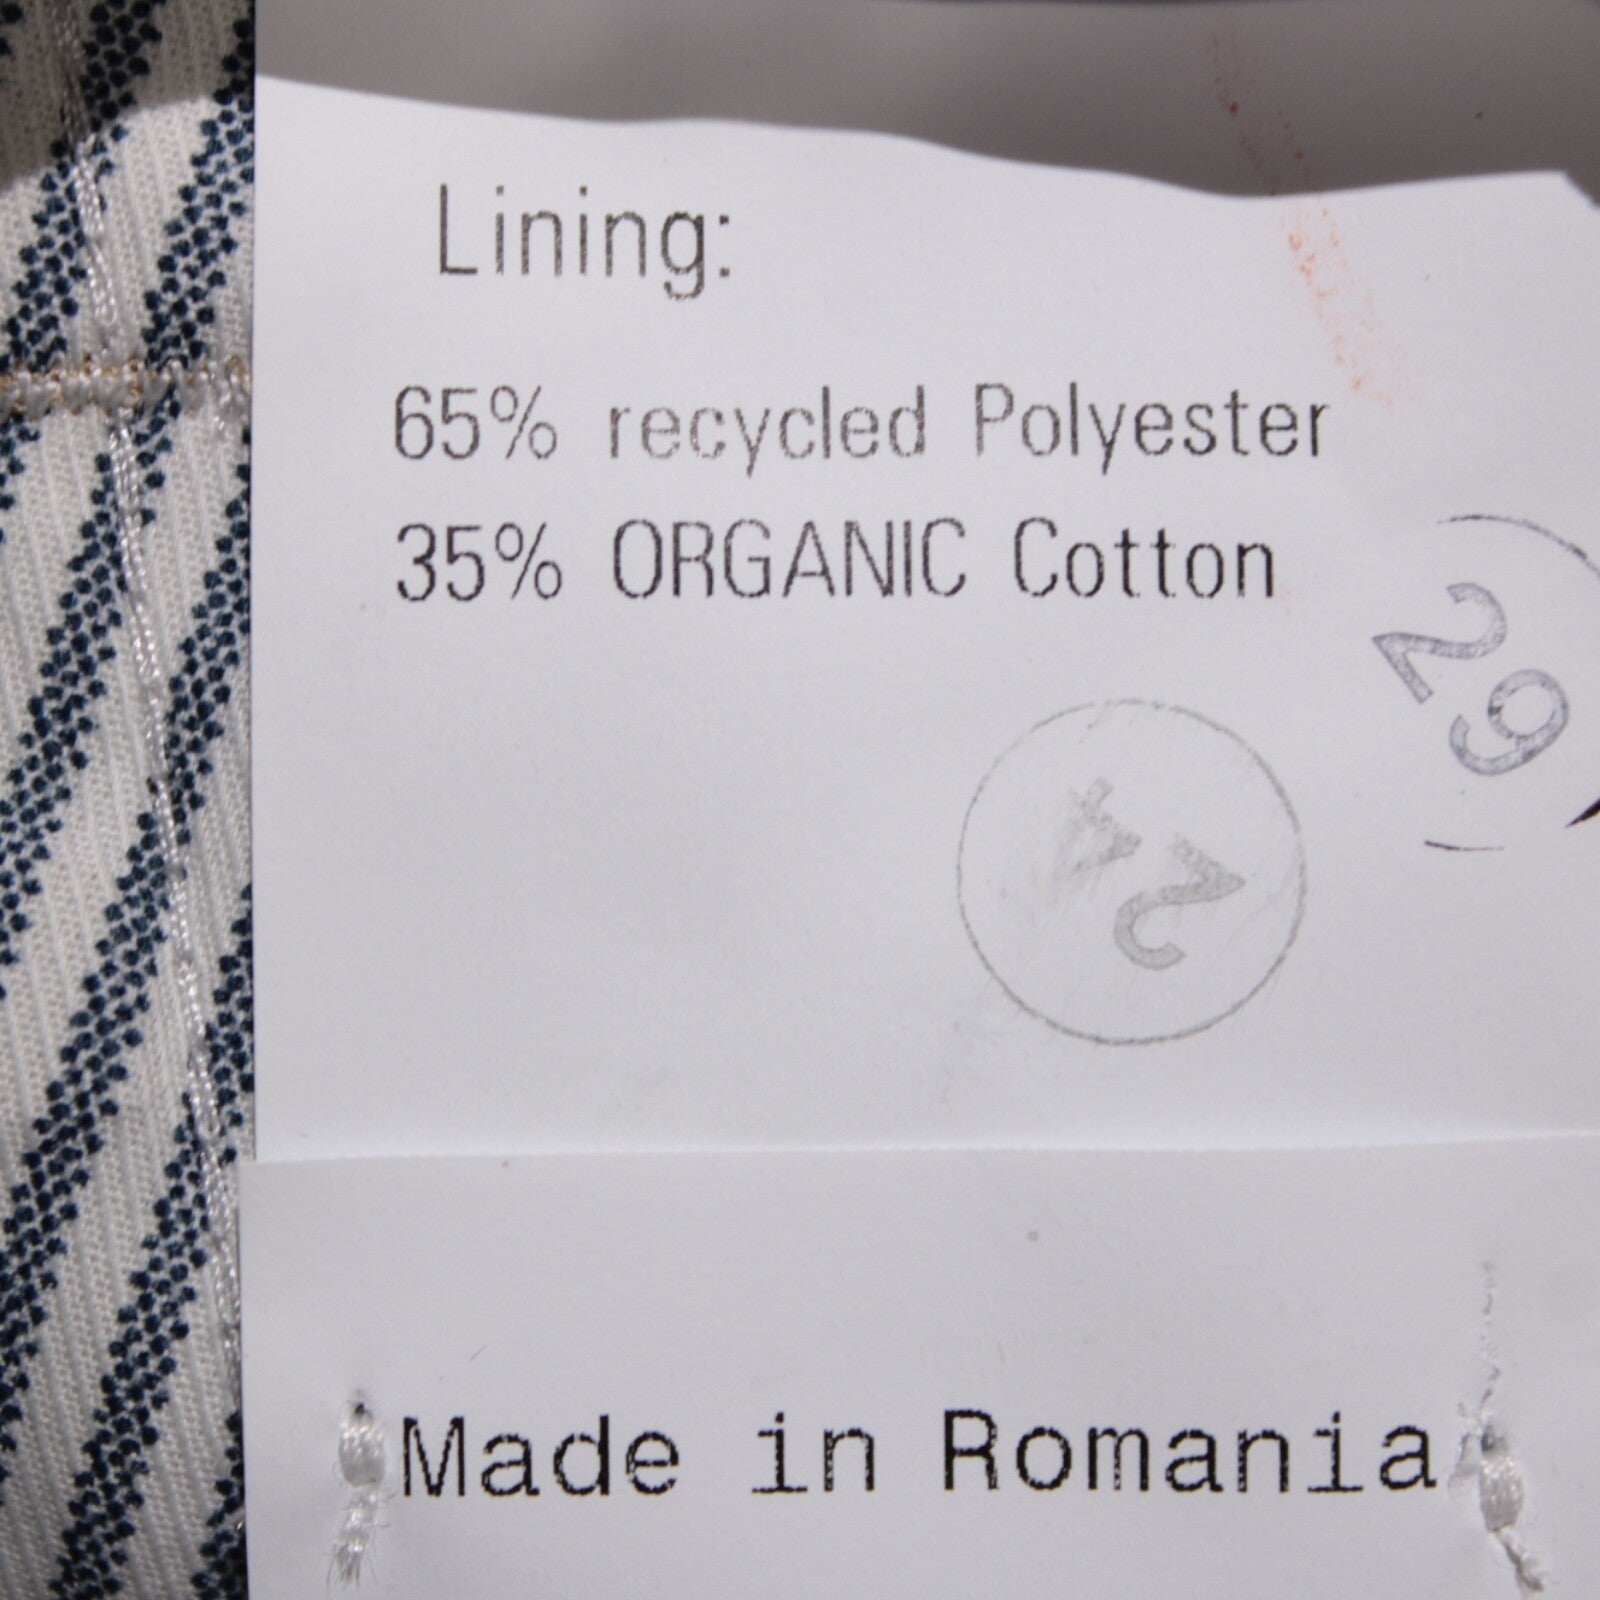 Lining:
65% recycled Polyester
35% ORGANIC Cotton
29
24
Made in Romania